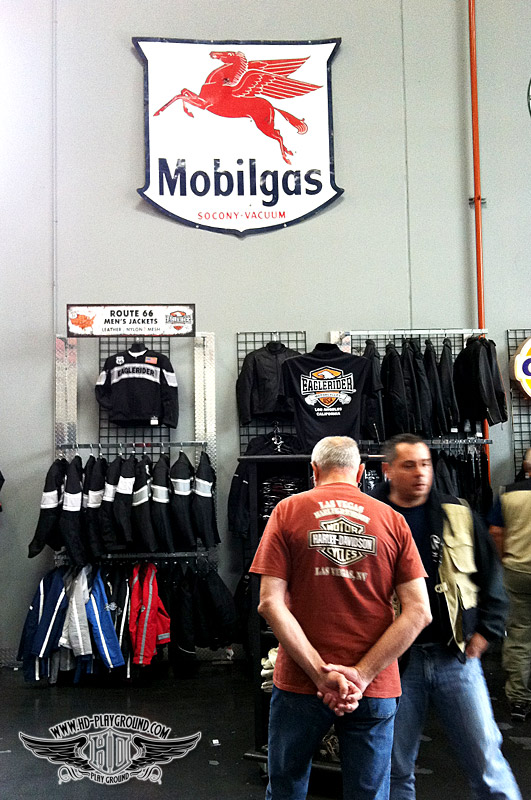 Mobilgas
SOCONY-VACUUM
ROUTE 66
MEN'S JACKETS
LEATHER NYLON MESH
EAGLERIDER
EAGLERIDER
LOS ANGELES
CALIFORNIA
LAS VEGAS
MOTOR
HARLEY-DAVIDSON
CYCLES
LAS VEGAS, NV
WWW.HD-PLAYGROUND.COM
HD
PLAY GROUND